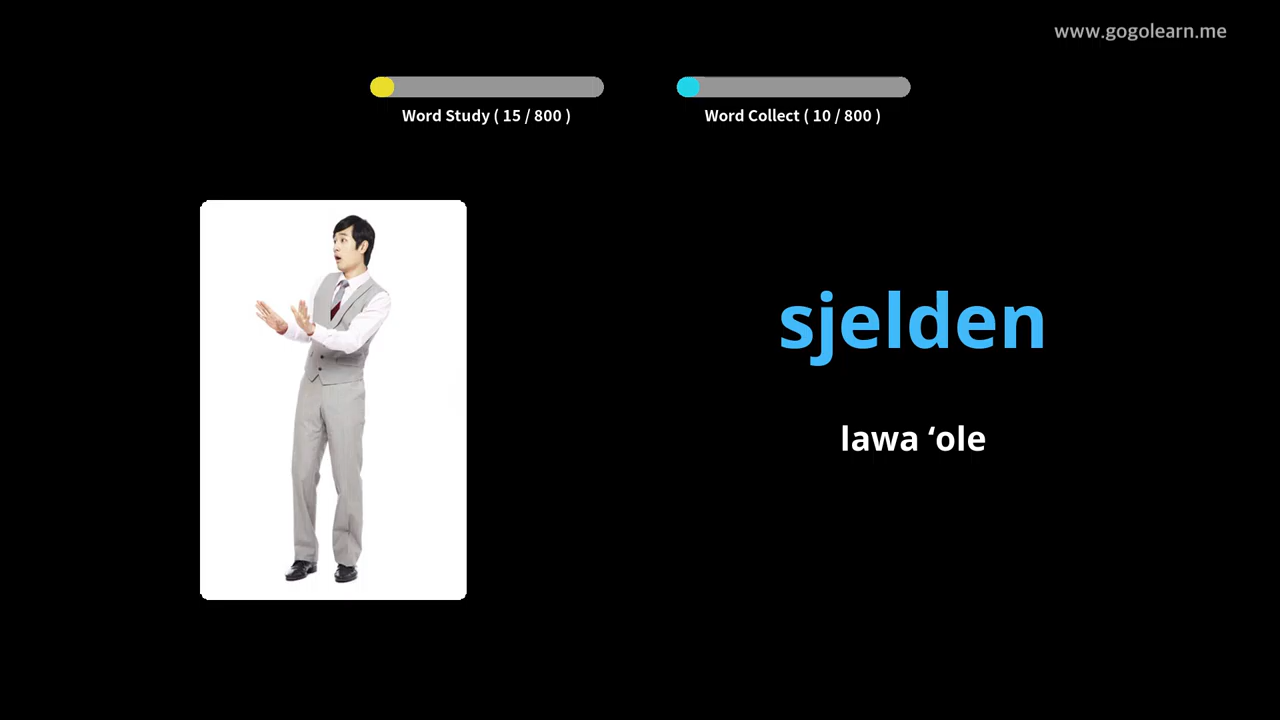 www.gogolearn.me
Word Study ( 15 / 800 )
Word Collect ( 10 / 800 )
sjelden
lawa ‘ole